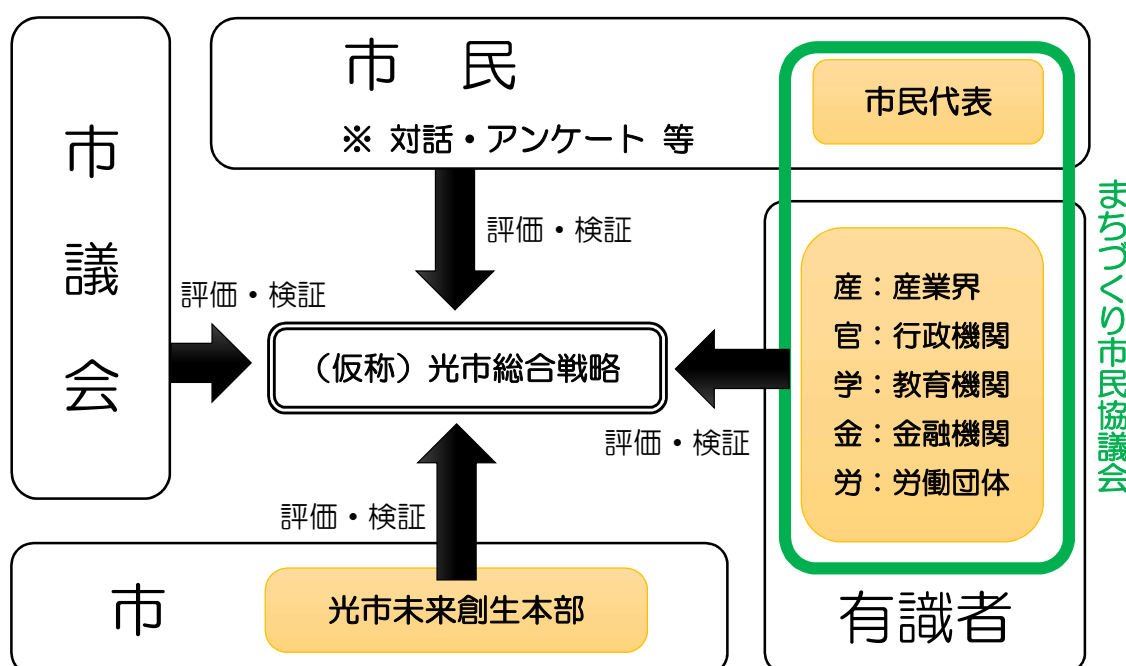 市議会
市　民
※ 対話・アンケート 等
市民代表
評価・検証
評価・検証
（仮称）光市総合戦略
評価・検証
評価・検証
産：産業界
官：行政機関
学：教育機関
金：金融機関
労：労働団体
まちづくり市民協議会
有識者
市
光市未来創生本部